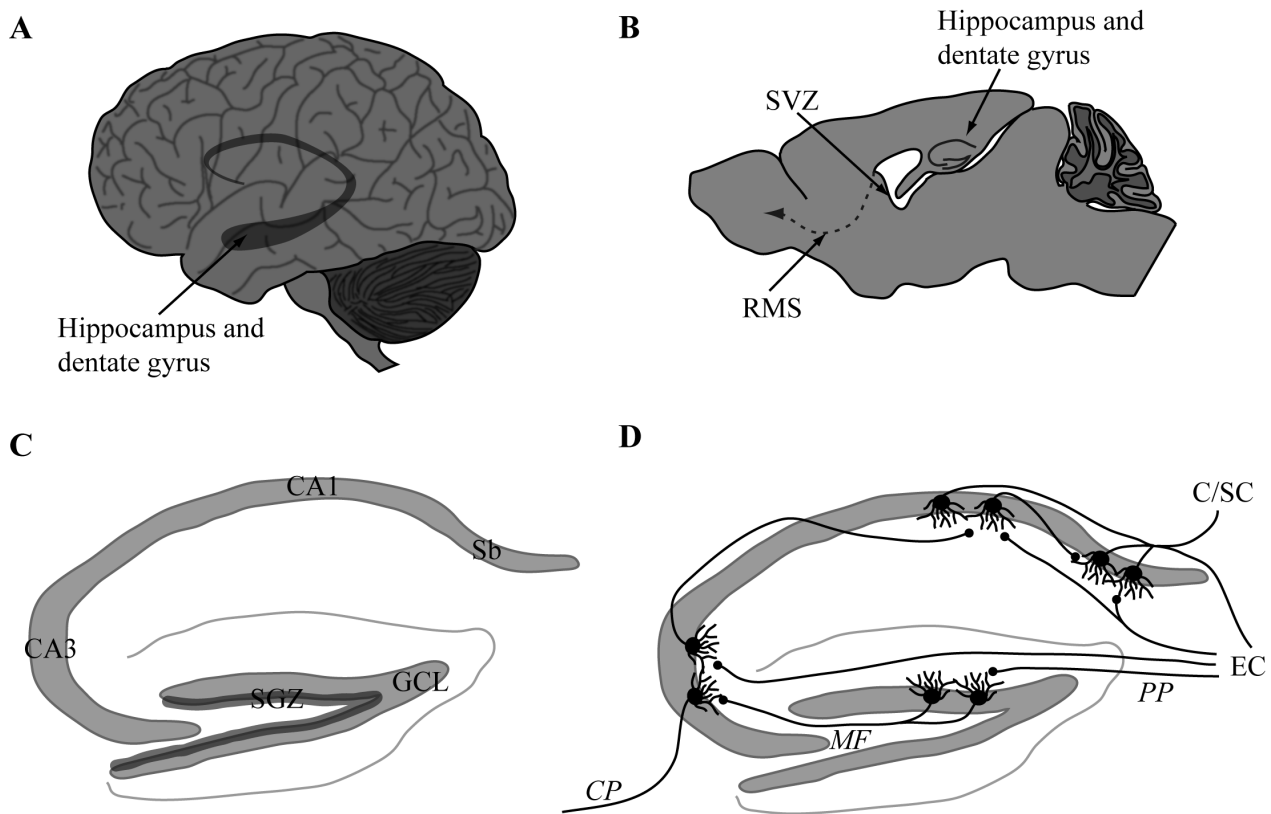 A
Hippocampus and
dentate gyrus
B
Hippocampus and
dentate gyrus
SVZ
RMS
C
CA1
Sb
CA3
GCL
SGZ
D
C/SC
EC
PP
MF
CP